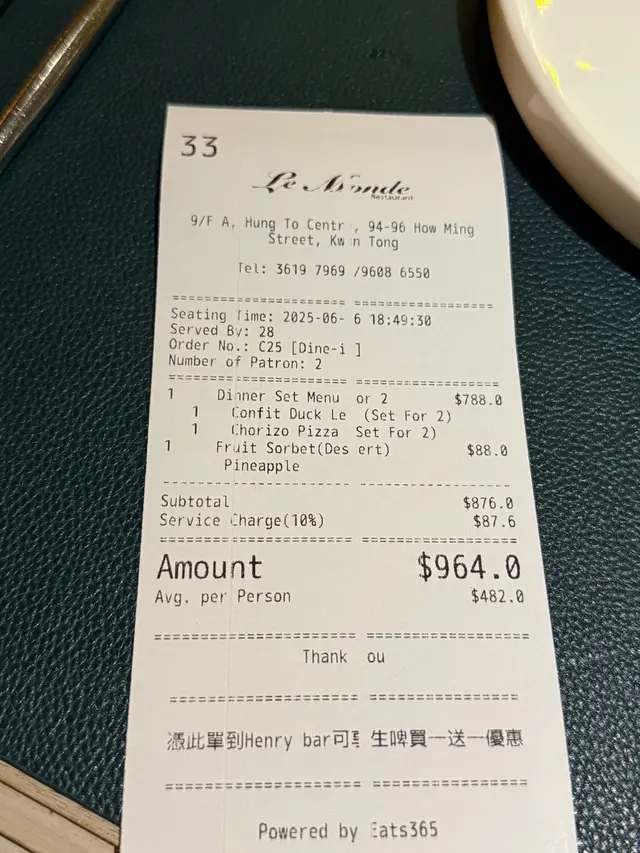 33
Le Monde
Restaurant
9/F A, Hung To Centr , 94-96 How Ming
Street, Kw n Tong
Tel: 3619 7969 /9608 6550
Seating Time: 2025-06- 6 18:49:30
Served By: 28
Order No.: C25 [Dine-i ]
Number of Patron: 2
1 Dinner Set Menu or 2 $788.0
1 Confit Duck Le (Set For 2)
1 Chorizo Pizza Set For 2)
1 Fruit Sorbet(Des ert) $88.0
Pineapple
Subtotal $876.0
Service Charge(10%) $87.6
Amount $964.0
Avg. per Person $482.0
Thank ou
憑此單到Henry bar可 生啤買一送一優惠
Powered by Eats365